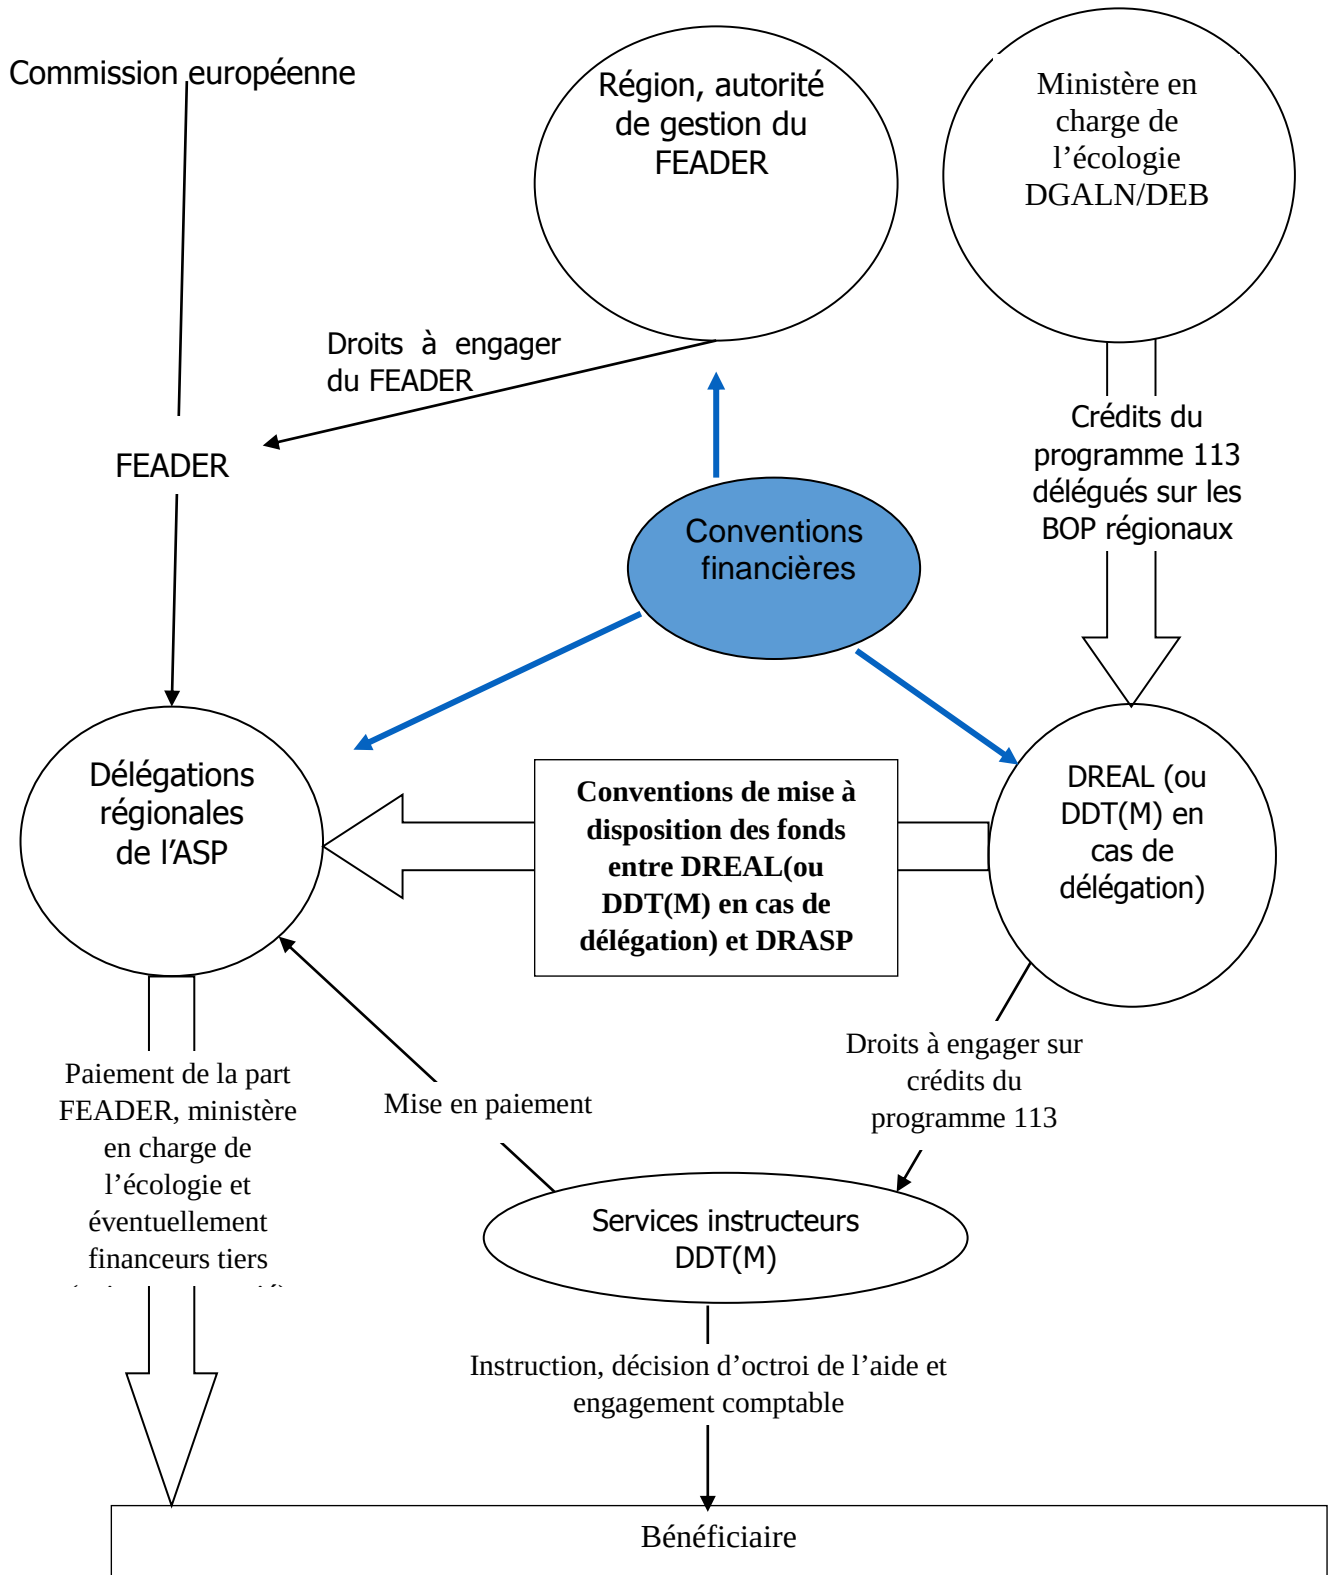 Commission européenne
Région, autorité
de gestion du
FEADER
Ministère en
charge de
l’écologie
DGALN/DEB
Droits à engager
du FEADER
FEADER
Crédits du
programme 113
délégués sur les
BOP régionaux
Conventions
financières
Délégations
régionales
de l’ASP
Conventions de mise à
disposition des fonds
entre DREAL(ou
DDT(M) en cas de
délégation) et DRASP
DREAL (ou
DDT(M) en
cas de
délégation)
Paiement de la part
FEADER, ministère
en charge de
l’écologie et
éventuellement
financeurs tiers
Mise en paiement
Droits à engager sur
crédits du
programme 113
Services instructeurs
DDT(M)
Instruction, décision d’octroi de l’aide et
engagement comptable
Bénéficiaire